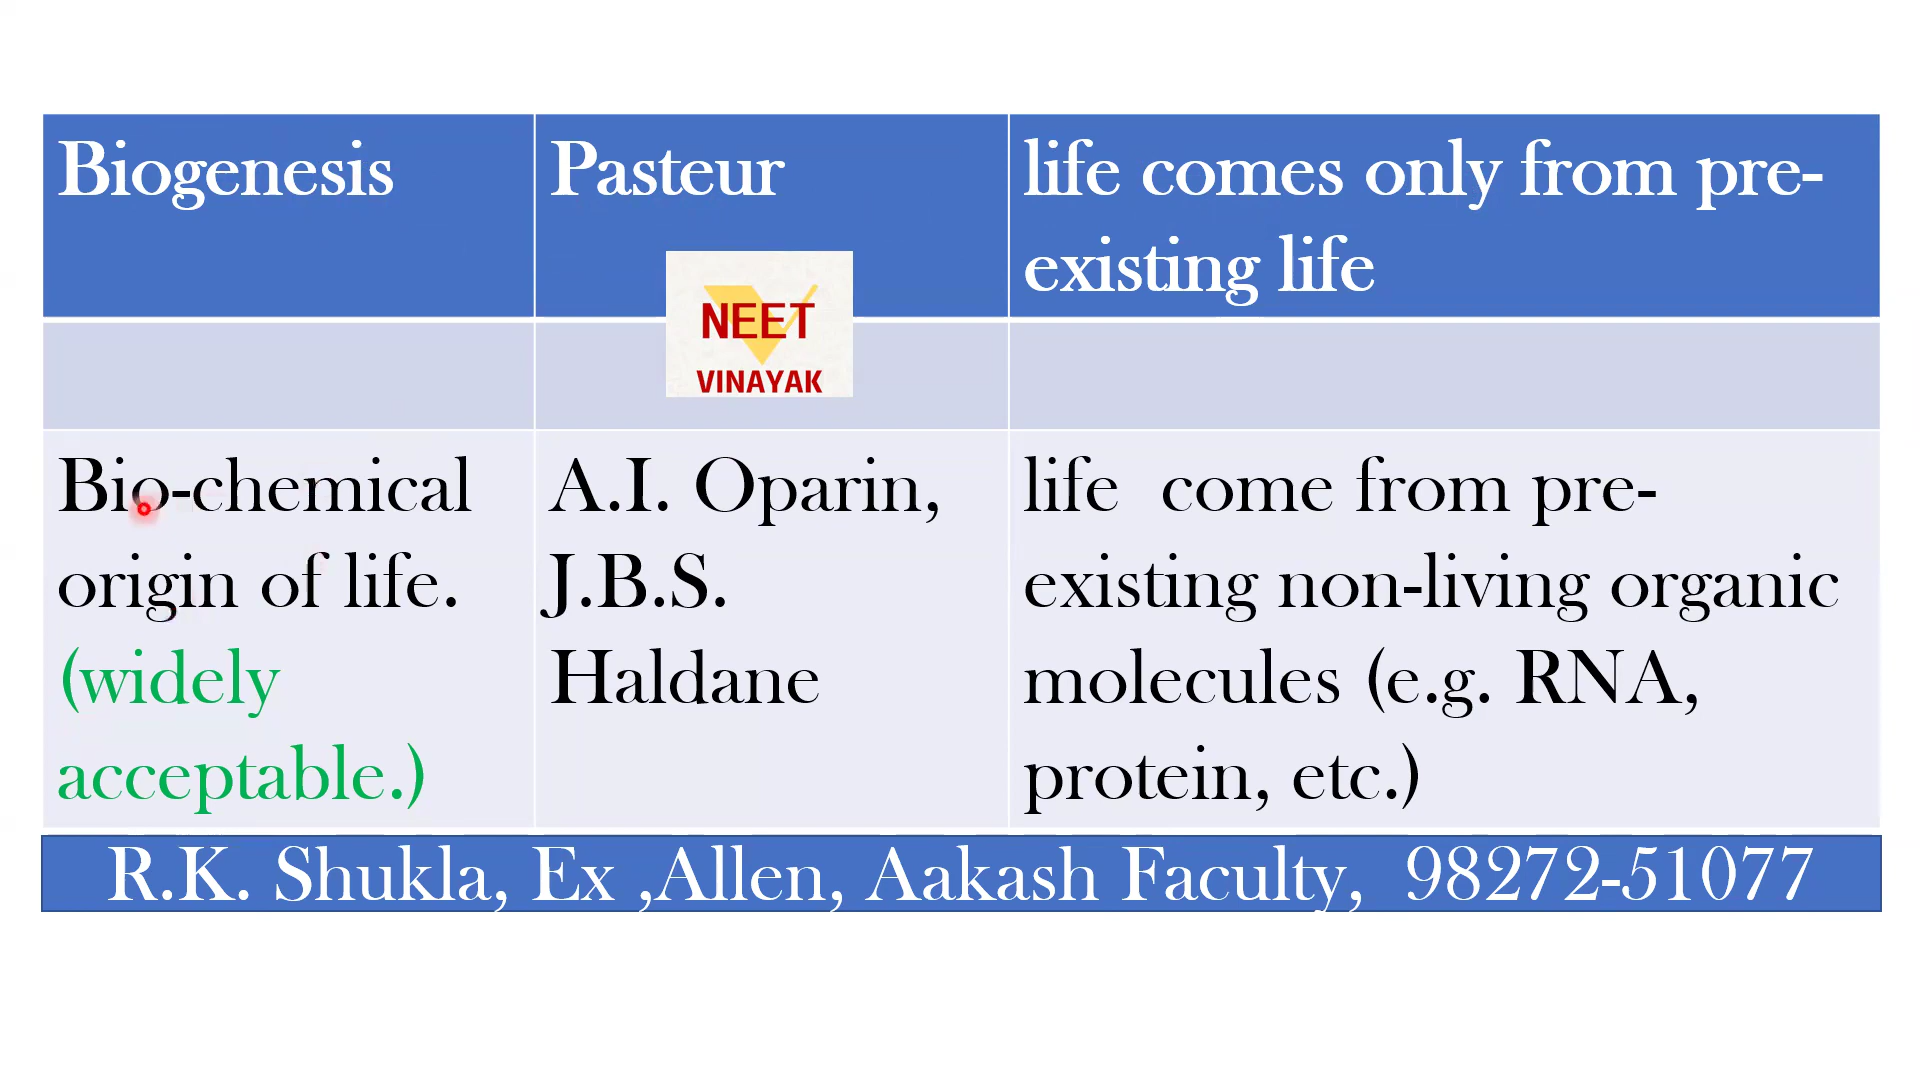 Biogenesis
Pasteur
life comes only from pre-
existing life
NEET
VINAYAK
Bio-chemical
origin of life.
(widely
acceptable.)
A.I. Oparin,
J.B.S.
Haldane
life come from pre-
existing non-living organic
molecules (e.g. RNA,
protein, etc.)
R.K. Shukla, Ex ,Allen, Aakash Faculty, 98272-51077